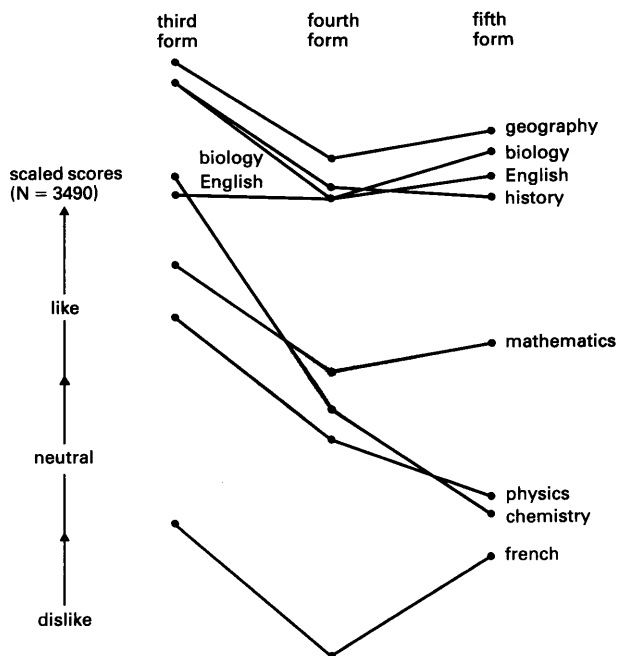 third
form
fourth
form
fifth
form
scaled scores
(N = 3490)
like
neutral
dislike
biology
English
geography
biology
English
history
mathematics
physics
chemistry
french